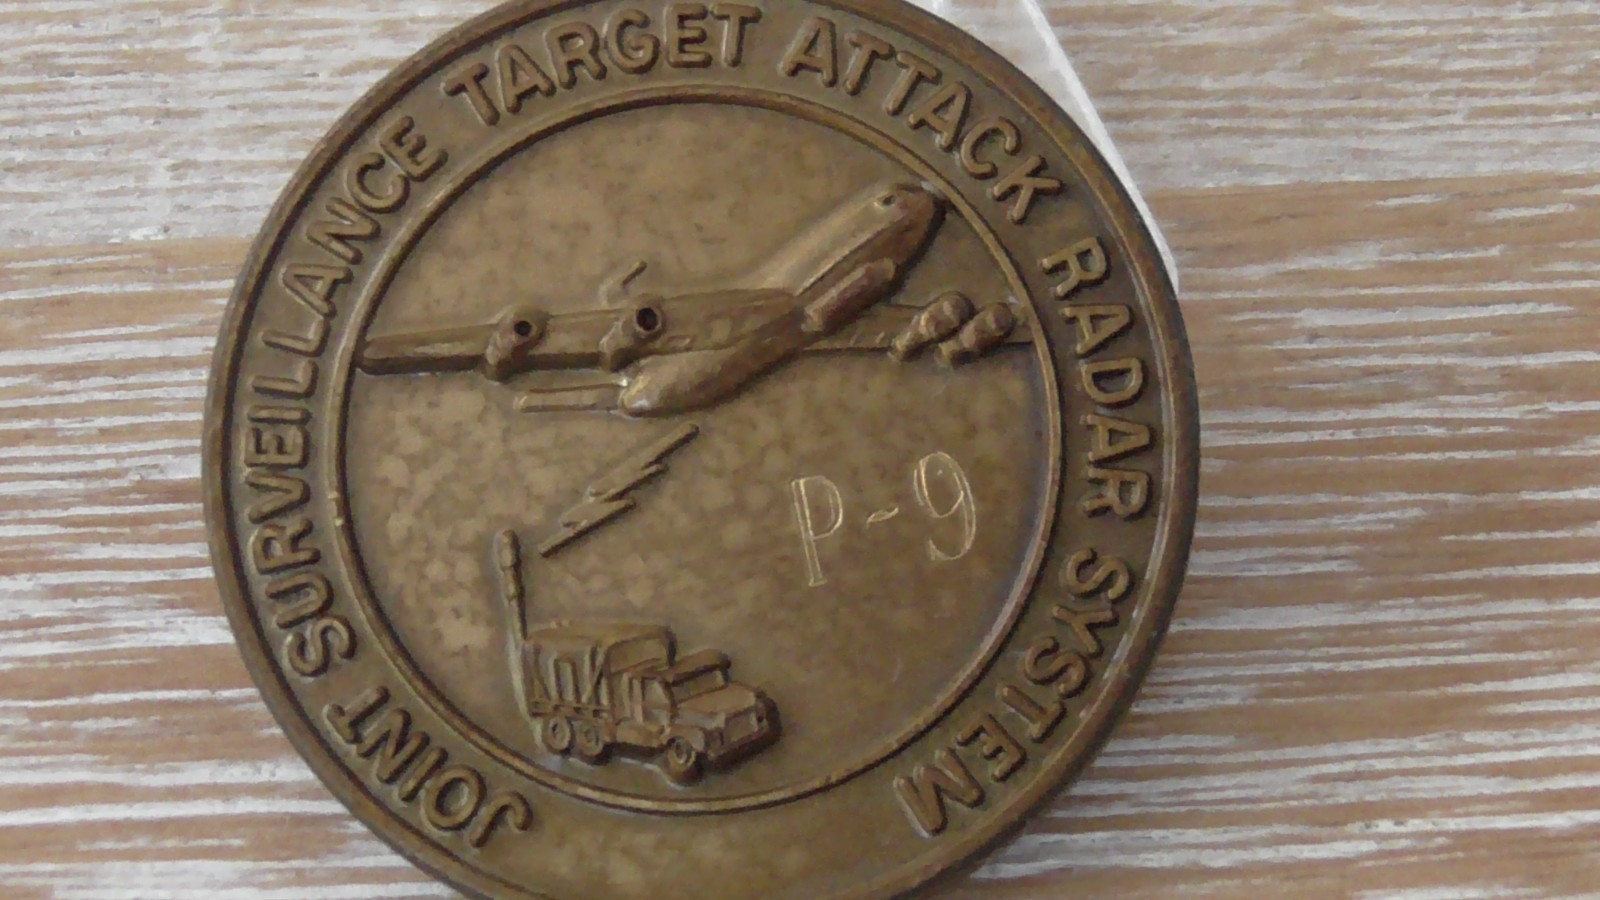 JOINT SURVEILLANCE TARGET ATTACK RADAR SYSTEM
P-9